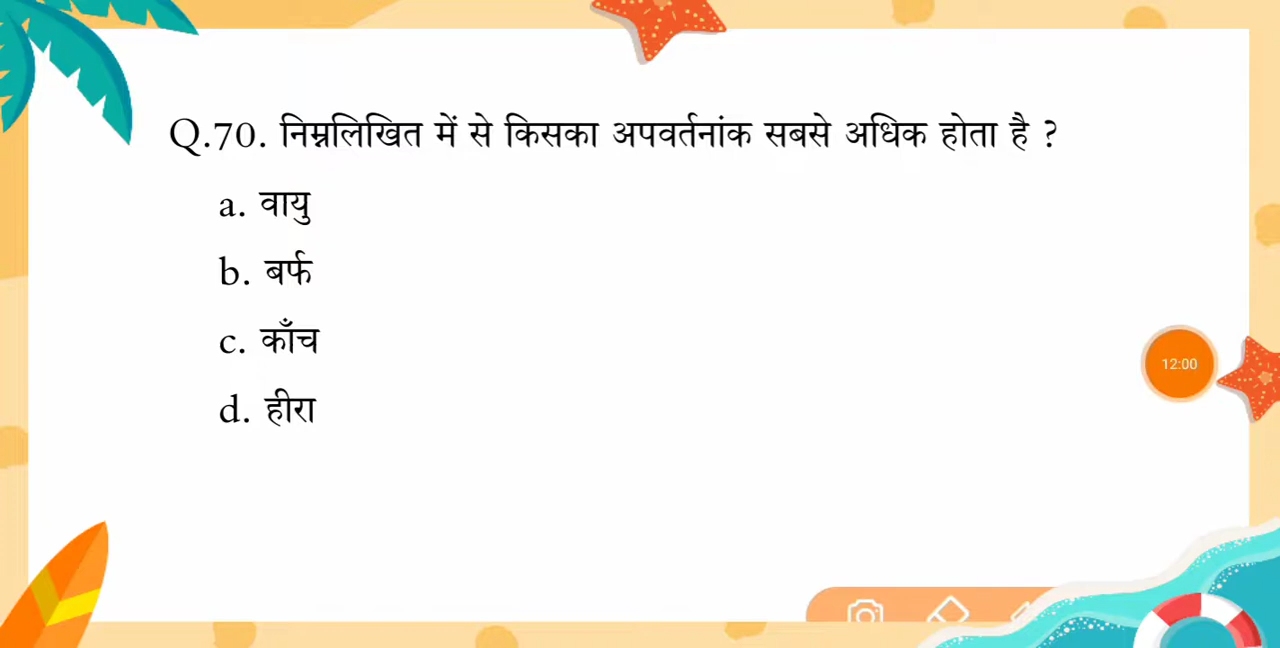 Q.70. निम्नलिखित में से किसका अपवर्तनांक सबसे अधिक होता है ?
a. वायु
b. बर्फ
c. काँच
d. हीरा
12:00